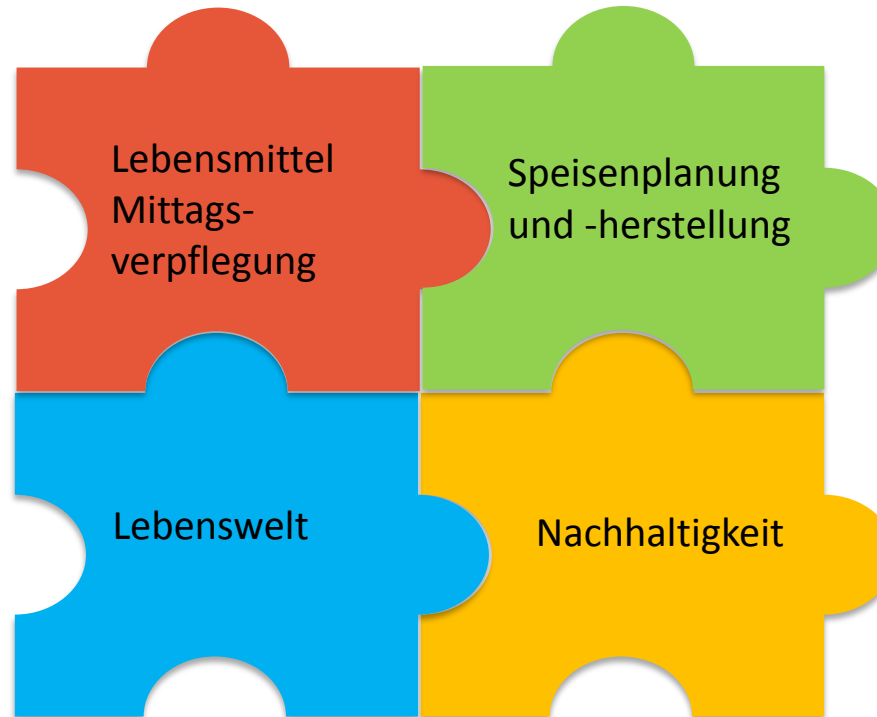 Lebensmittel
Mittags-
verpflegung
Speisenplanung
und -herstellung
Lebenswelt
Nachhaltigkeit